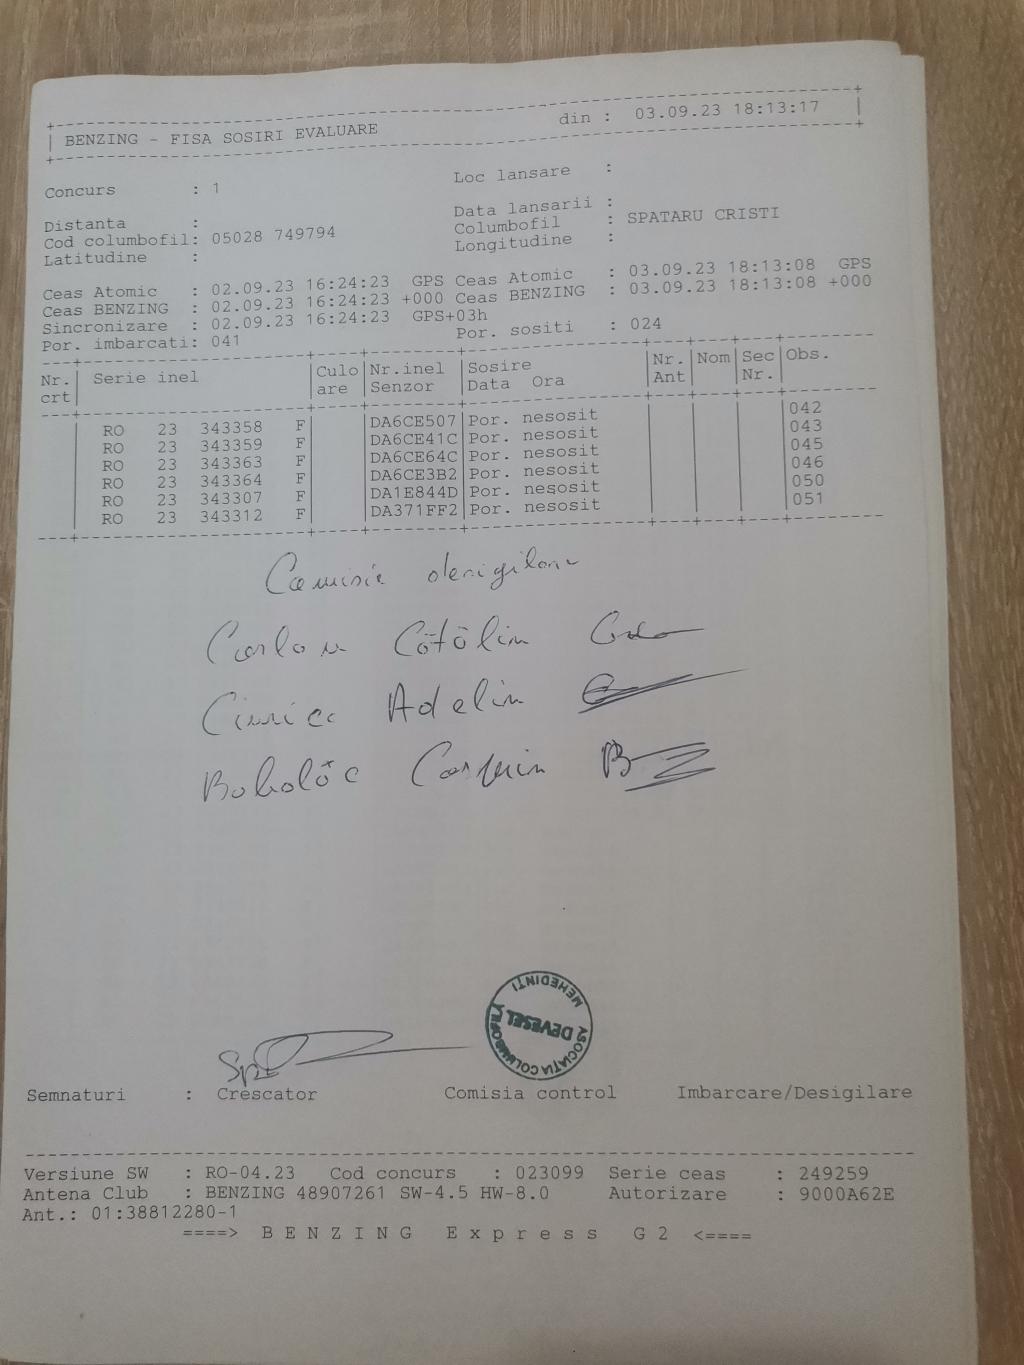 BENZING - FISA SOSIRI EVALUARE din : 03.09.23 18:13:17
Concurs : 1 Loc lansare :
Distanta : Data lansarii :
Cod columbofil: 05028 749794 Columbofil : SPATARU CRISTI
Latitudine : Longitudine :
Ceas Atomic : 02.09.23 16:24:23 GPS Ceas Atomic : 03.09.23 18:13:08 GPS
Ceas BENZING : 02.09.23 16:24:23 +000 Ceas BENZING : 03.09.23 18:13:08 +000
Sincronizare : 02.09.23 16:24:23 GPS+03h
Por. imbarcati: 041 Por. sositi : 024
Nr. Serie inel Culo Nr.inel Sosire Nr. Nom Sec Obs.
crt are Senzor Data Ora Ant Nr.
RO 23 343358 F DA6CE507 Por. nesosit 042
RO 23 343359 F DA6CE41C Por. nesosit 043
RO 23 343363 F DA6CE64C Por. nesosit 045
RO 23 343364 F DA6CE3B2 Por. nesosit 046
RO 23 343307 F DA1E844D Por. nesosit 050
RO 23 343312 F DA371FF2 Por. nesosit 051
Comisie
Cătălin
Adelin
ASOCIAȚIA
DEVESEL
MEHEDINTI
Semnaturi : Crescator Comisia control Imbarcare/Desigilare
Versiune SW : RO-04.23 Cod concurs : 023099 Serie ceas : 249259
Antena Club : BENZING 48907261 SW-4.5 HW-8.0 Autorizare : 9000A62E
Ant.: 01:38812280-1
====> BENZING Express G2 <====